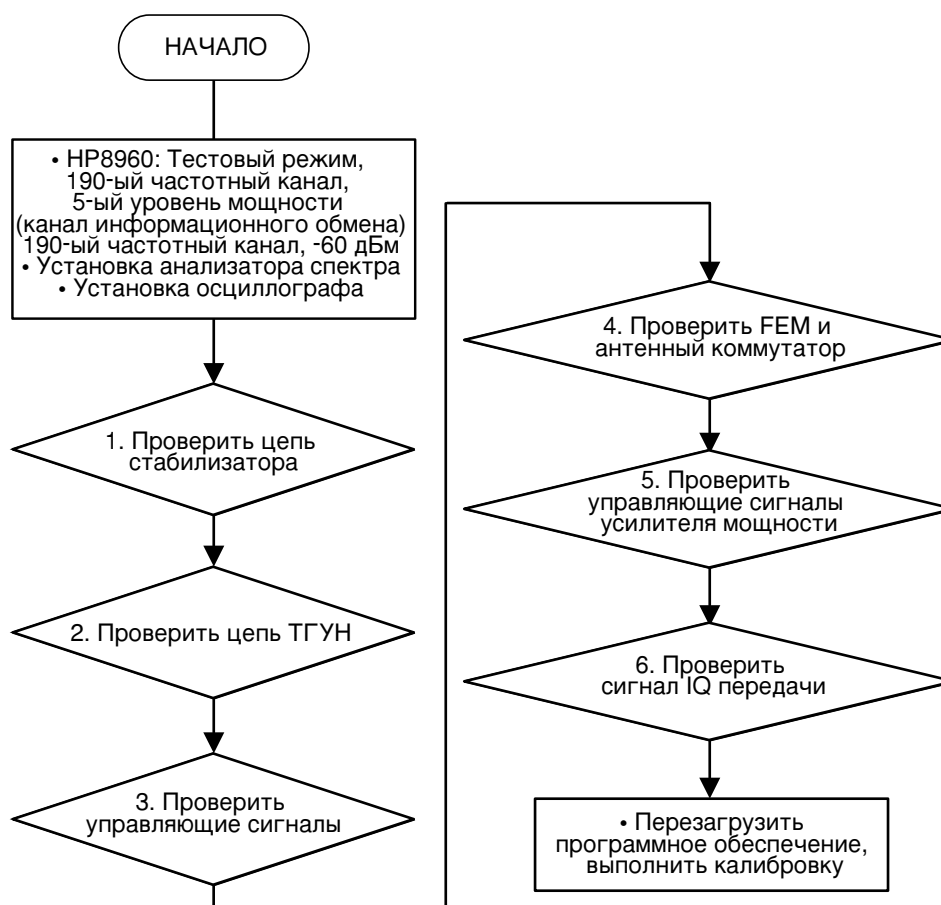 НАЧАЛО
• HP8960: Тестовый режим,
190-ый частотный канал,
5-ый уровень мощности
(канал информационного обмена)
190-ый частотный канал, -60 дБм
• Установка анализатора спектра
• Установка осциллографа
1. Проверить цепь
стабилизатора
2. Проверить цепь ТГУН
3. Проверить
управляющие сигналы
4. Проверить FEM и
антенный коммутатор
5. Проверить
управляющие сигналы
усилителя мощности
6. Проверить
сигнал IQ передачи
• Перезагрузить
программное обеспечение,
выполнить калибровку